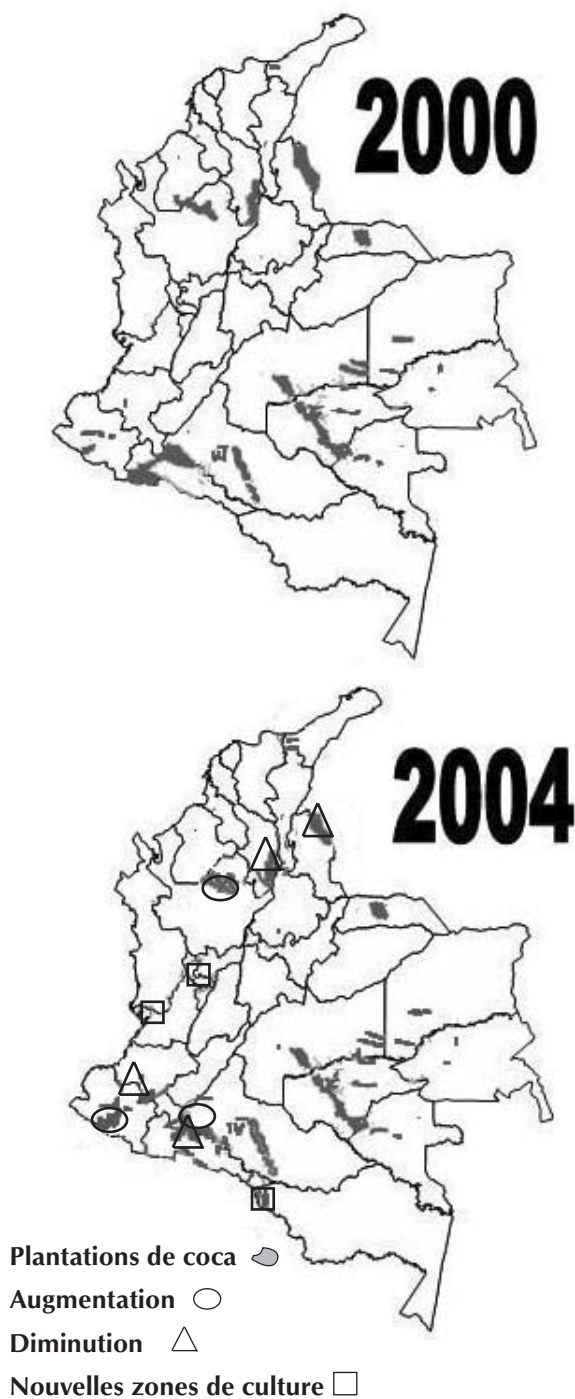 2000
2004
Plantations de coca
Augmentation
Diminution
Nouvelles zones de culture